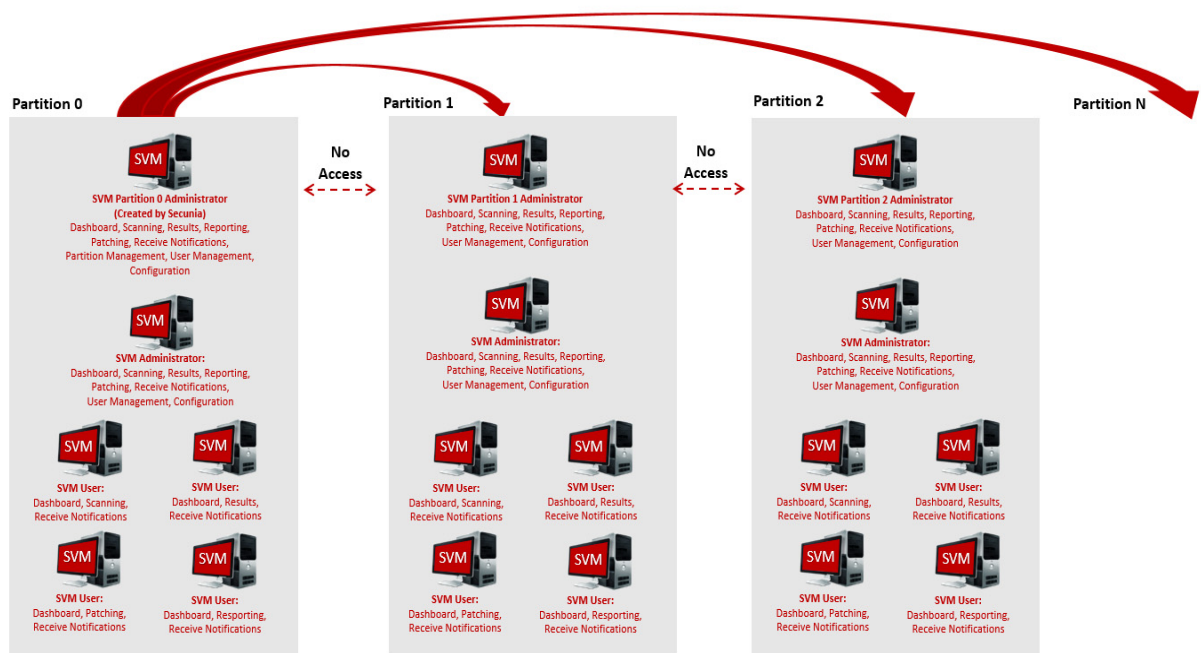 Partition 0
Partition 1
Partition 2
Partition N
SVM
SVM Partition 0 Administrator
(Created by Secunia)
Dashboard, Scanning, Results, Reporting,
Patching, Receive Notifications,
Partition Management, User Management,
Configuration
SVM
SVM Administrator:
Dashboard, Scanning, Results, Reporting,
Patching, Receive Notifications,
User Management, Configuration
SVM
SVM User:
Dashboard, Scanning,
Receive Notifications
SVM
SVM User:
Dashboard, Results,
Receive Notifications
SVM
SVM User:
Dashboard, Patching,
Receive Notifications
SVM
SVM User:
Dashboard, Resporting,
Receive Notifications
No
Access
SVM
SVM Partition 1 Administrator
Dashboard, Scanning, Results, Reporting,
Patching, Receive Notifications,
User Management, Configuration
SVM
SVM Administrator:
Dashboard, Scanning, Results, Reporting,
Patching, Receive Notifications,
User Management, Configuration
SVM
SVM User:
Dashboard, Scanning,
Receive Notifications
SVM
SVM User:
Dashboard, Results,
Receive Notifications
SVM
SVM User:
Dashboard, Patching,
Receive Notifications
SVM
SVM User:
Dashboard, Resporting,
Receive Notifications
No
Access
SVM
SVM Partition 2 Administrator
Dashboard, Scanning, Results, Reporting,
Patching, Receive Notifications,
User Management, Configuration
SVM
SVM Administrator:
Dashboard, Scanning, Results, Reporting,
Patching, Receive Notifications,
User Management, Configuration
SVM
SVM User:
Dashboard, Scanning,
Receive Notifications
SVM
SVM User:
Dashboard, Results,
Receive Notifications
SVM
SVM User:
Dashboard, Patching,
Receive Notifications
SVM
SVM User:
Dashboard, Resporting,
Receive Notifications